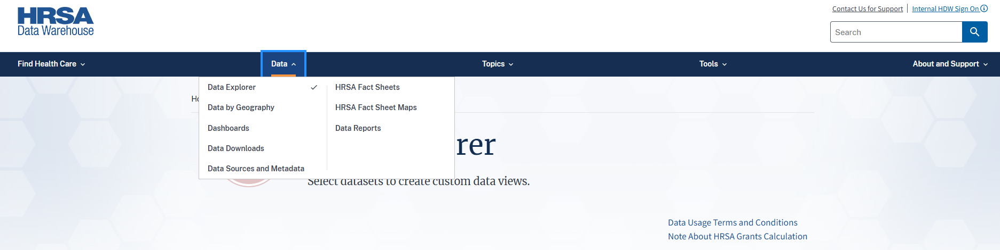 HRSA
Data Warehouse
Contact Us for Support
Internal HDW Sign On
Search
Find Health Care
Data
Topics
Tools
About and Support
Data Explorer
Data by Geography
Dashboards
Data Downloads
Data Sources and Metadata
HRSA Fact Sheets
HRSA Fact Sheet Maps
Data Reports
Ho
rer
Select datasets to create custom data views.
Data Usage Terms and Conditions
Note About HRSA Grants Calculation